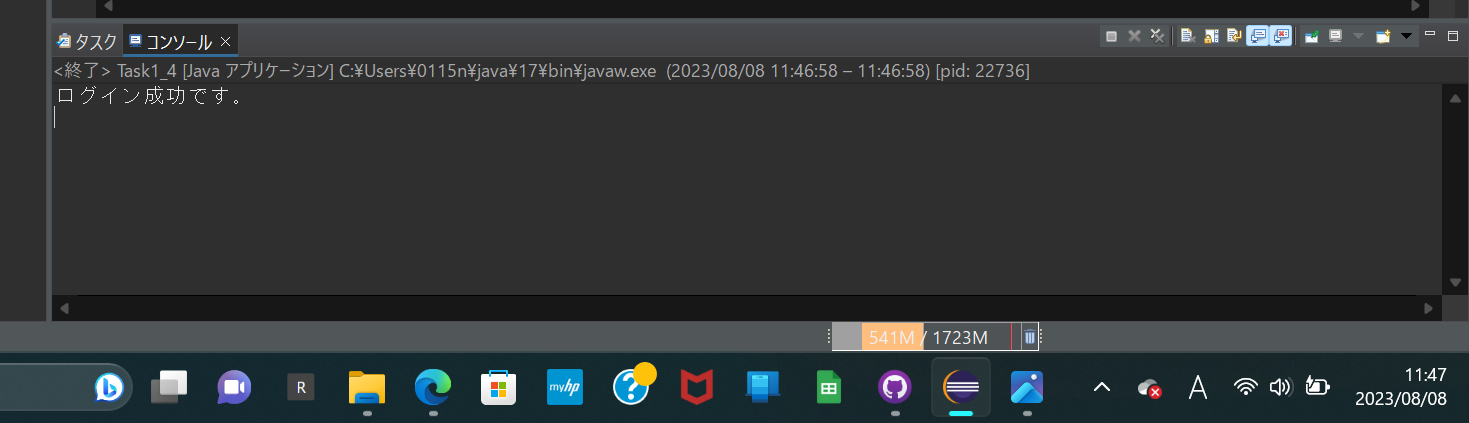 タスク コンソール
<終了> Task1_4 [Java アプリケーション] C:¥Users¥0115n¥java¥17¥bin¥javaw.exe (2023/08/08 11:46:58 – 11:46:58) [pid: 22736]
ログイン成功です。
541M / 1723M
R
myhp
?
A
11:47
2023/08/08